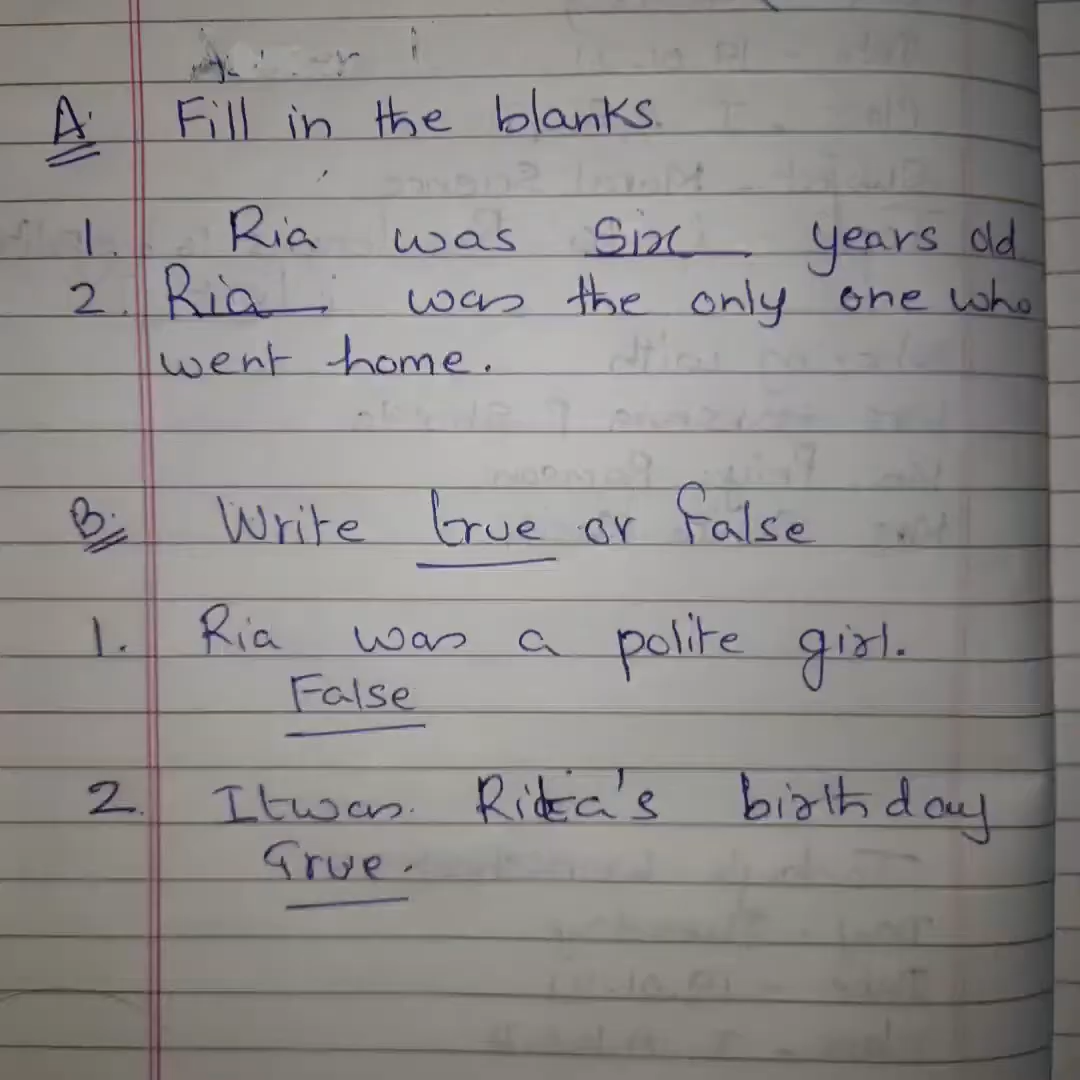 A. Fill in the blanks.
1. Ria was Six years old
2. Ria was the only one who
went home.
B. Write true or false
1. Ria was a polite girl.
False
2. It was Ria's birthday
True.